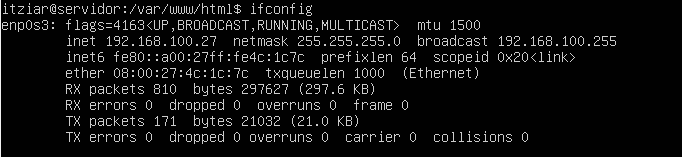 itziar@servidor:/var/www/html$ ifconfig
enp0s3: flags=4163<UP,BROADCAST,RUNNING,MULTICAST>  mtu 1500
        inet 192.168.100.27  netmask 255.255.255.0  broadcast 192.168.100.255
        inet6 fe80::a00:27ff:fe4c:1c7c  prefixlen 64  scopeid 0x20<link>
        ether 08:00:27:4c:1c:7c  txqueuelen 1000  (Ethernet)
        RX packets 810  bytes 297627 (297.6 KB)
        RX errors 0  dropped 0  overruns 0  frame 0
        TX packets 171  bytes 21032 (21.0 KB)
        TX errors 0  dropped 0 overruns 0  carrier 0  collisions 0